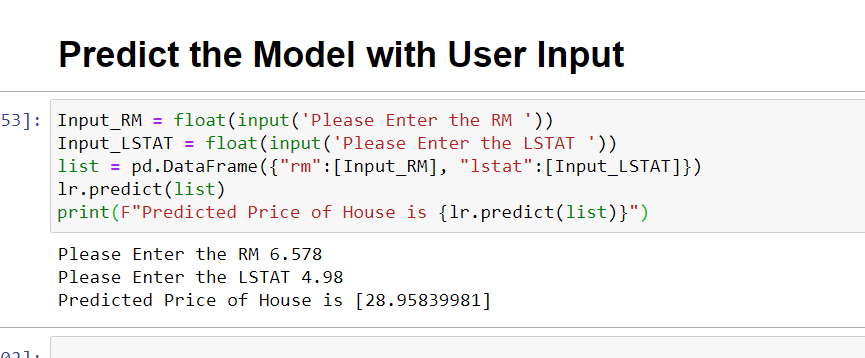 Predict the Model with User Input
53]: Input_RM = float(input('Please Enter the RM '))
Input_LSTAT = float(input('Please Enter the LSTAT '))
list = pd.DataFrame({"rm":[Input_RM], "lstat":[Input_LSTAT]})
lr.predict(list)
print(F"Predicted Price of House is {lr.predict(list)}")
Please Enter the RM 6.578
Please Enter the LSTAT 4.98
Predicted Price of House is [28.95839981]